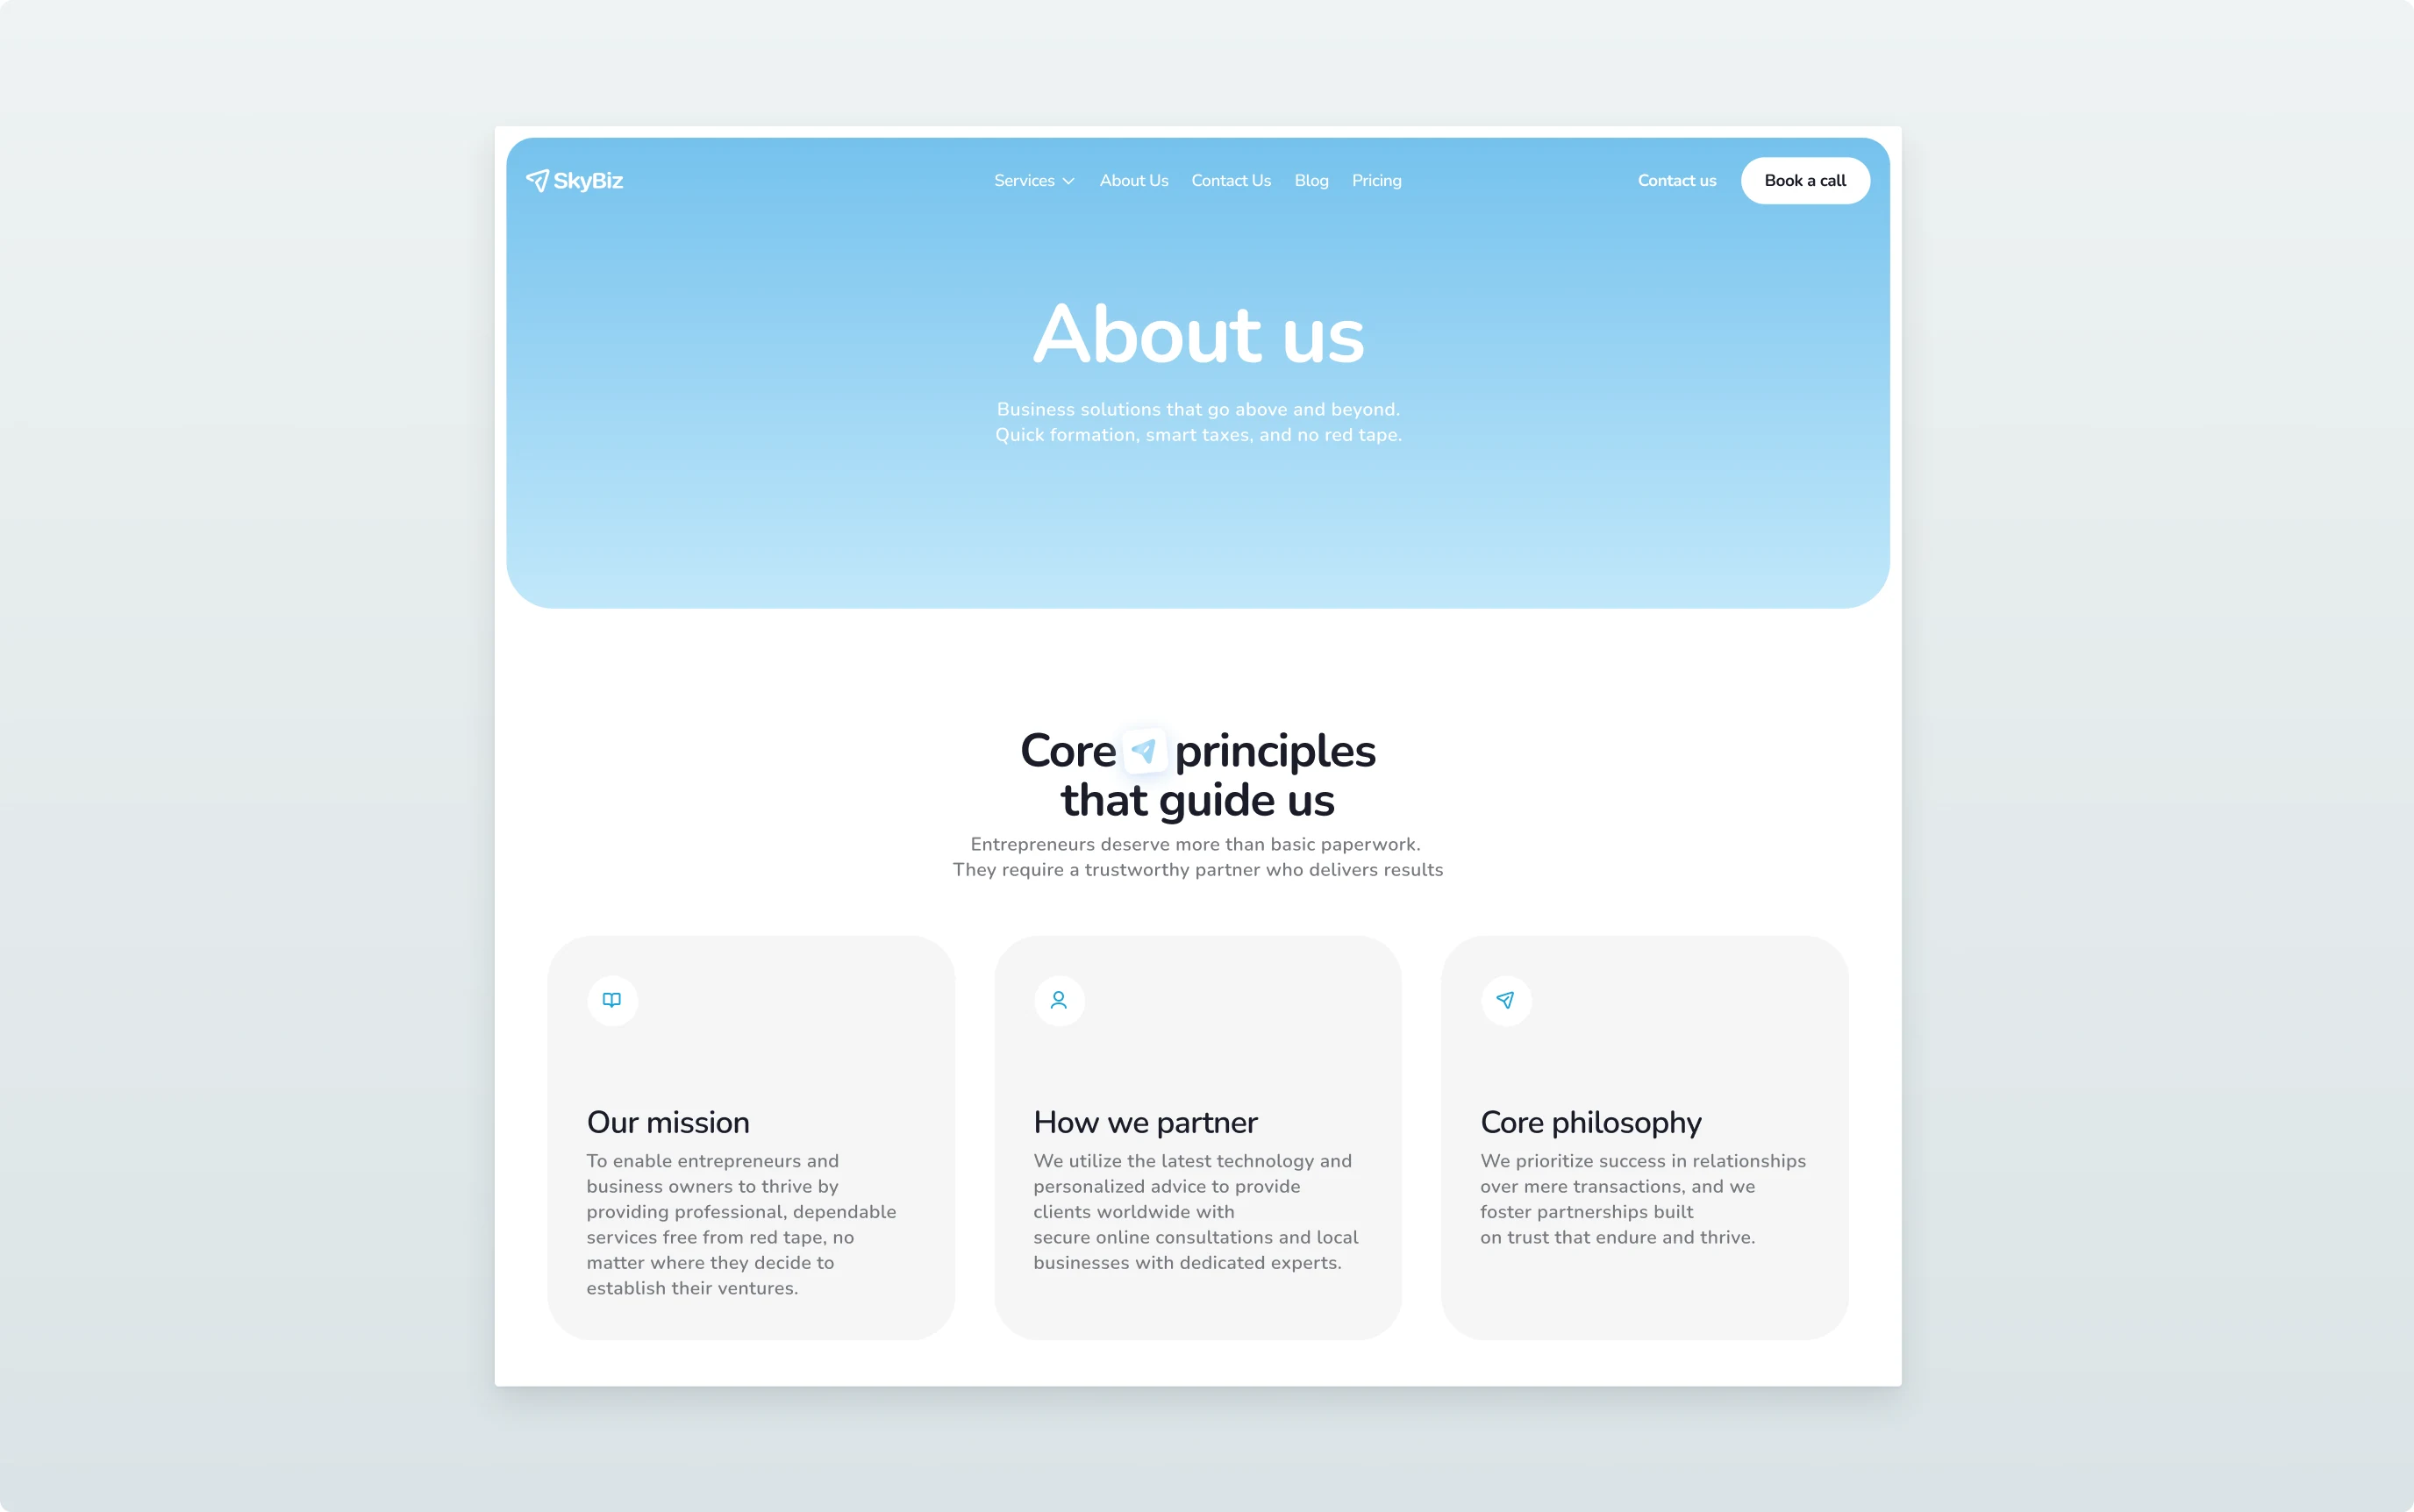 SkyBiz
Services
About Us
Contact Us
Blog
Pricing
Contact us
Book a call
About us
Business solutions that go above and beyond.
Quick formation, smart taxes, and no red tape.
Core principles
that guide us
Entrepreneurs deserve more than basic paperwork.
They require a trustworthy partner who delivers results
Our mission
To enable entrepreneurs and
business owners to thrive by
providing professional, dependable
services free from red tape, no
matter where they decide to
establish their ventures.
How we partner
We utilize the latest technology and
personalized advice to provide
clients worldwide with
secure online consultations and local
businesses with dedicated experts.
Core philosophy
We prioritize success in relationships
over mere transactions, and we
foster partnerships built
on trust that endure and thrive.